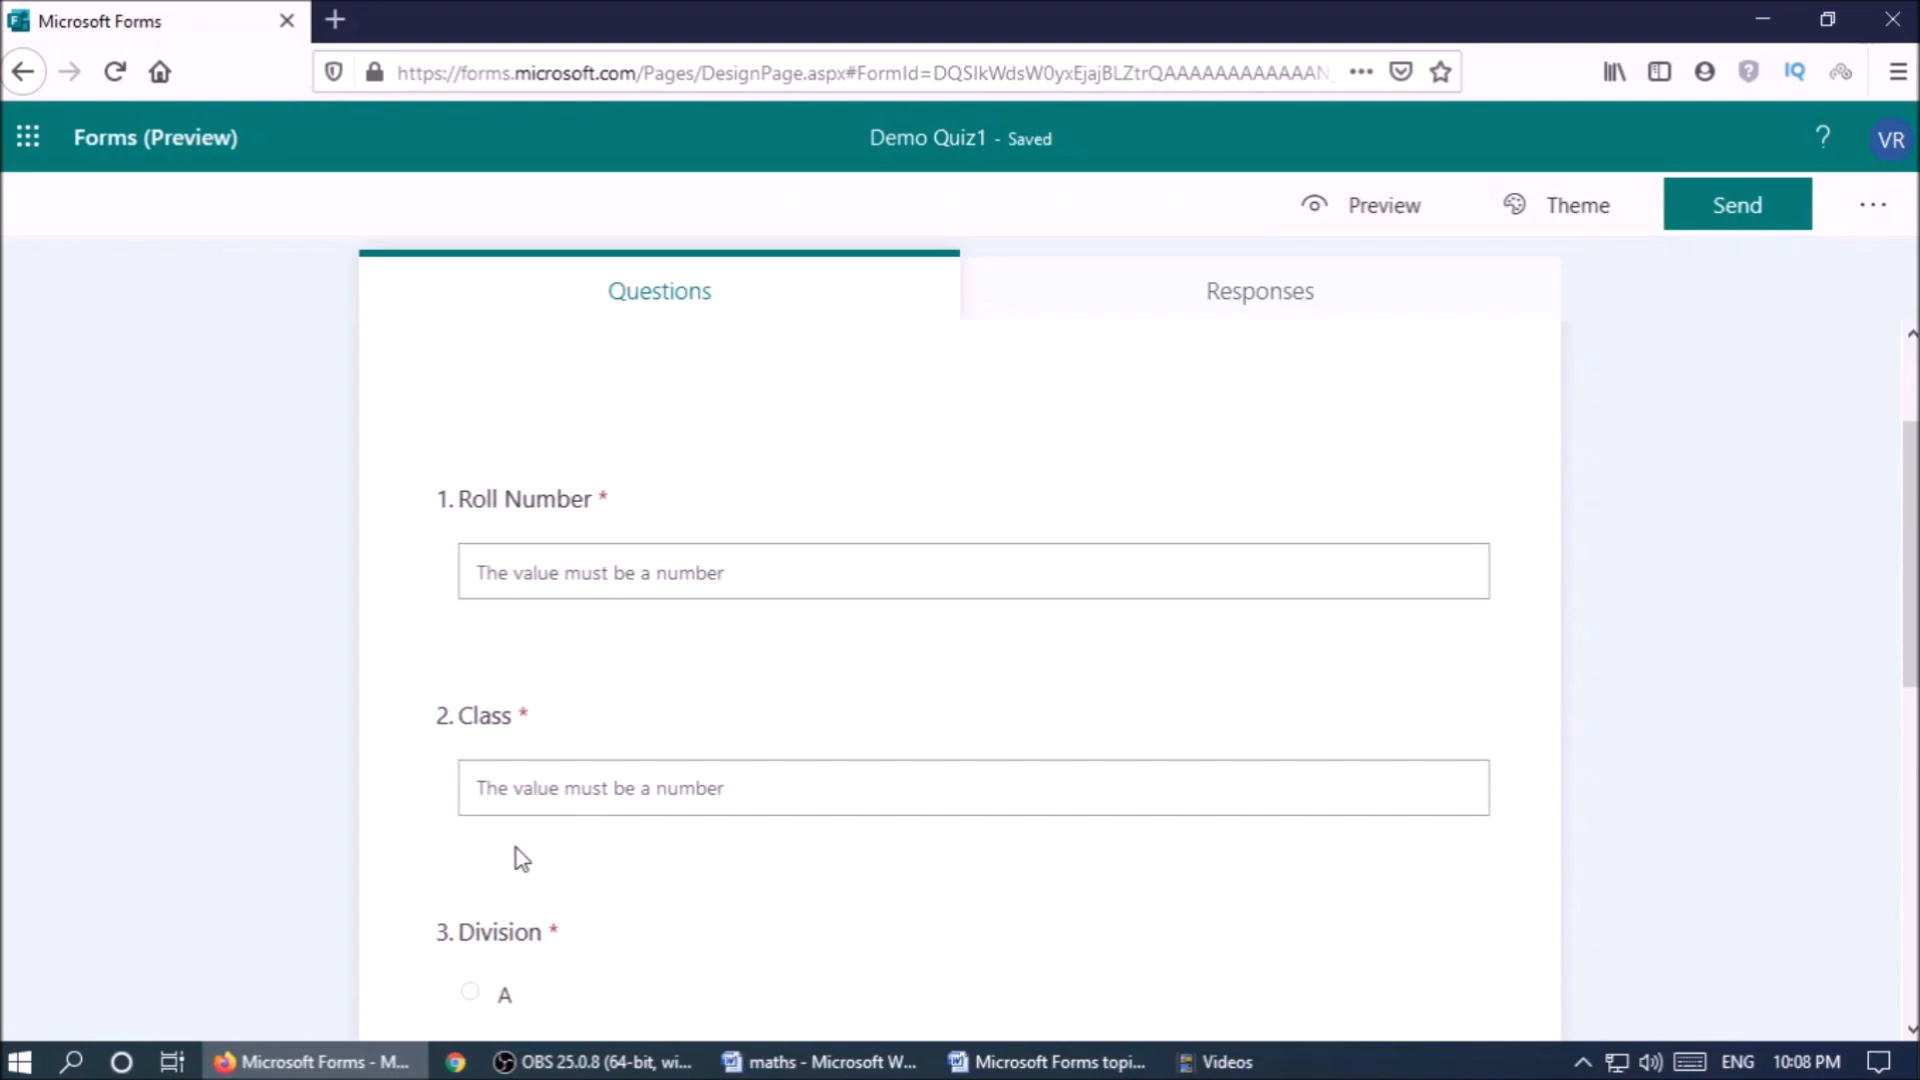 Microsoft Forms
https://forms.microsoft.com/Pages/DesignPage.aspx#FormId=DQSIkWdsW0yxEjajBLZtrQAAAAAAAAAAAAN_
IQ
Forms (Preview)
Demo Quiz1 - Saved
?
VR
Preview
Theme
Send
Questions
Responses
1. Roll Number *
The value must be a number
2. Class *
The value must be a number
3. Division *
A
Microsoft Forms - M...
OBS 25.0.8 (64-bit, wi...
maths - Microsoft W...
Microsoft Forms topi...
Videos
ENG
10:08 PM